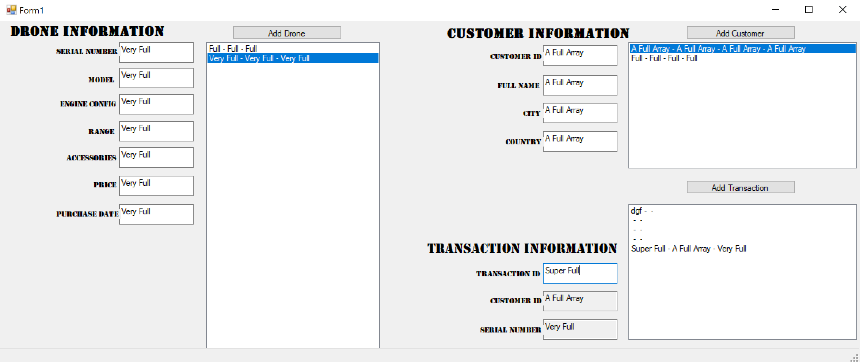 Form1
DRONE INFORMATION
Add Drone
SERIAL NUMBER Very Full
MODEL Very Full
ENGINE CONFIG Very Full
RANGE Very Full
ACCESSORIES Very Full
PRICE Very Full
PURCHASE DATE Very Full
Full - Full - Full
Very Full - Very Full - Very Full
CUSTOMER INFORMATION
Add Customer
CUSTOMER ID A Full Array
FULL NAME A Full Array
CITY A Full Array
COUNTRY A Full Array
A Full Array - A Full Array - A Full Array - A Full Array
Full - Full - Full - Full
Add Transaction
dgf - -
- -
- -
- -
Super Full - A Full Array - Very Full
TRANSACTION INFORMATION
TRANSACTION ID Super Full
CUSTOMER ID A Full Array
SERIAL NUMBER Very Full